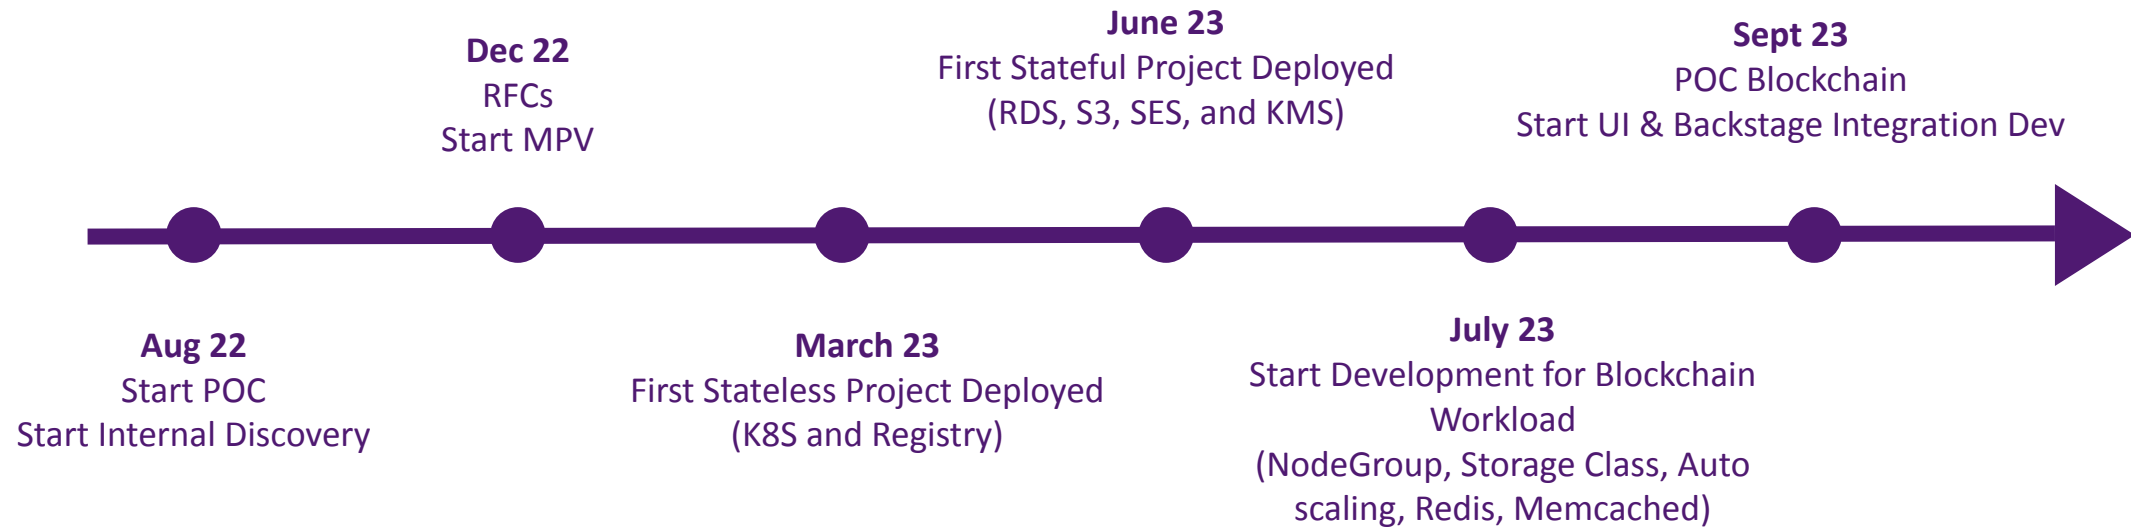 Aug 22
Start POC
Start Internal Discovery
Dec 22
RFCs
Start MPV
March 23
First Stateless Project Deployed
(K8S and Registry)
June 23
First Stateful Project Deployed
(RDS, S3, SES, and KMS)
July 23
Start Development for Blockchain
Workload
(NodeGroup, Storage Class, Auto
scaling, Redis, Memcached)
Sept 23
POC Blockchain
Start UI & Backstage Integration Dev